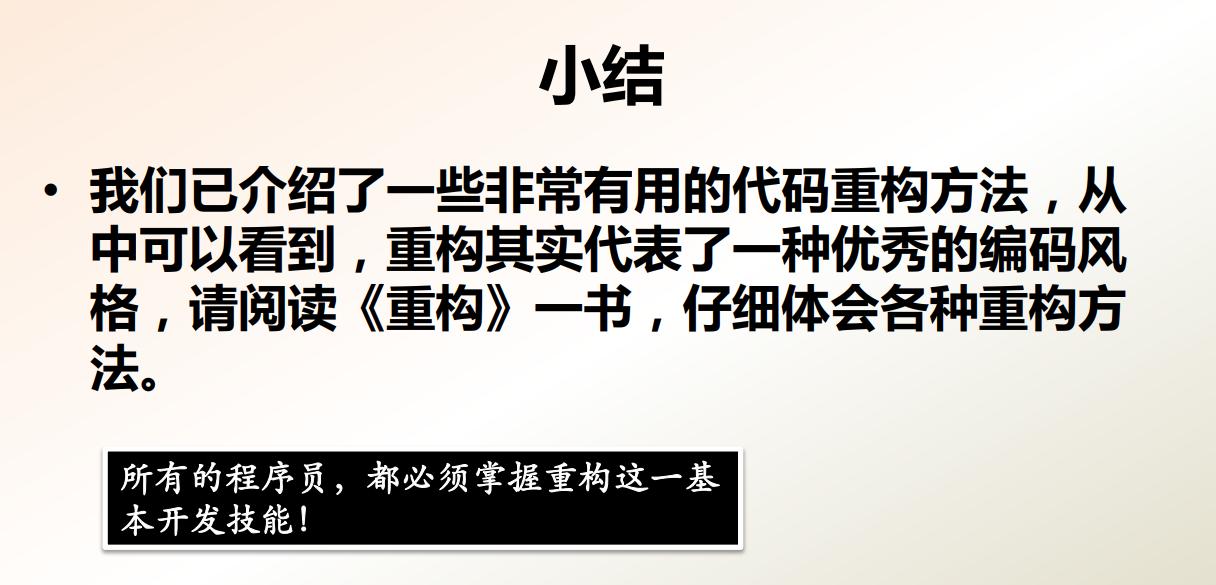 小结
• 我们已介绍了一些非常有用的代码重构方法，从
中可以看到，重构其实代表了一种优秀的编码风
格，请阅读《重构》一书，仔细体会各种重构方
法。
所有的程序员，都必须掌握重构这一基
本开发技能！